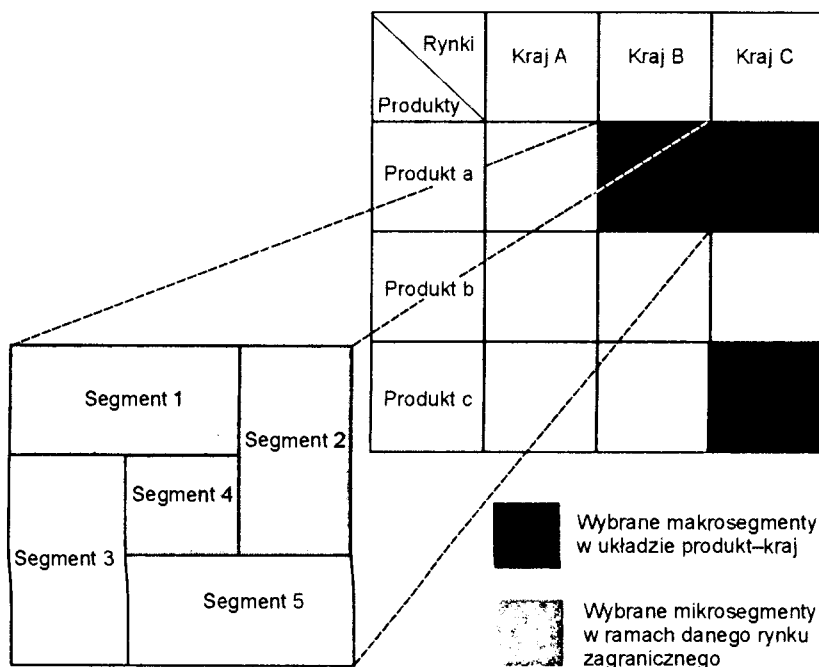 Rynki
Kraj A
Kraj B
Kraj C
Produkty
Produkt a
Produkt b
Produkt c
Segment 1
Segment 2
Segment 4
Segment 3
Segment 5
Wybrane makrosegmenty
w układzie produkt–kraj
Wybrane mikrosegmenty
w ramach danego rynku
zagranicznego